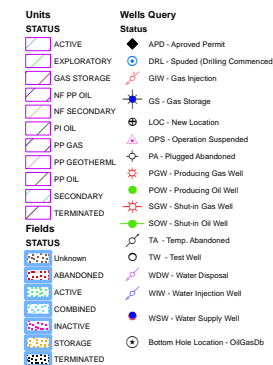 Units
STATUS
ACTIVE
EXPLORATORY
GAS STORAGE
NF PP OIL
NF SECONDARY
PI OIL
PP GAS
PP GEOTHERML
PP OIL
SECONDARY
TERMINATED
Fields
STATUS
Unknown
ABANDONED
ACTIVE
COMBINED
INACTIVE
STORAGE
TERMINATED
Wells Query
STATUS
APD - Aproved Permit
DRL - Spuded (Drilling Commenced
GIW - Gas Injection
GS - Gas Storage
LOC - New Location
OPS - Operation Suspended
PA - Plugged Abandoned
PGW - Producing Gas Well
POW - Producing Oil Well
SGW - Shut-in Gas Well
SOW - Shut-in Oil Well
TA - Temp. Abandoned
TW - Test Well
WDW - Water Disposal
WIW - Water Injection Well
WSW - Water Supply Well
Bottom Hole Location - OilGasDb